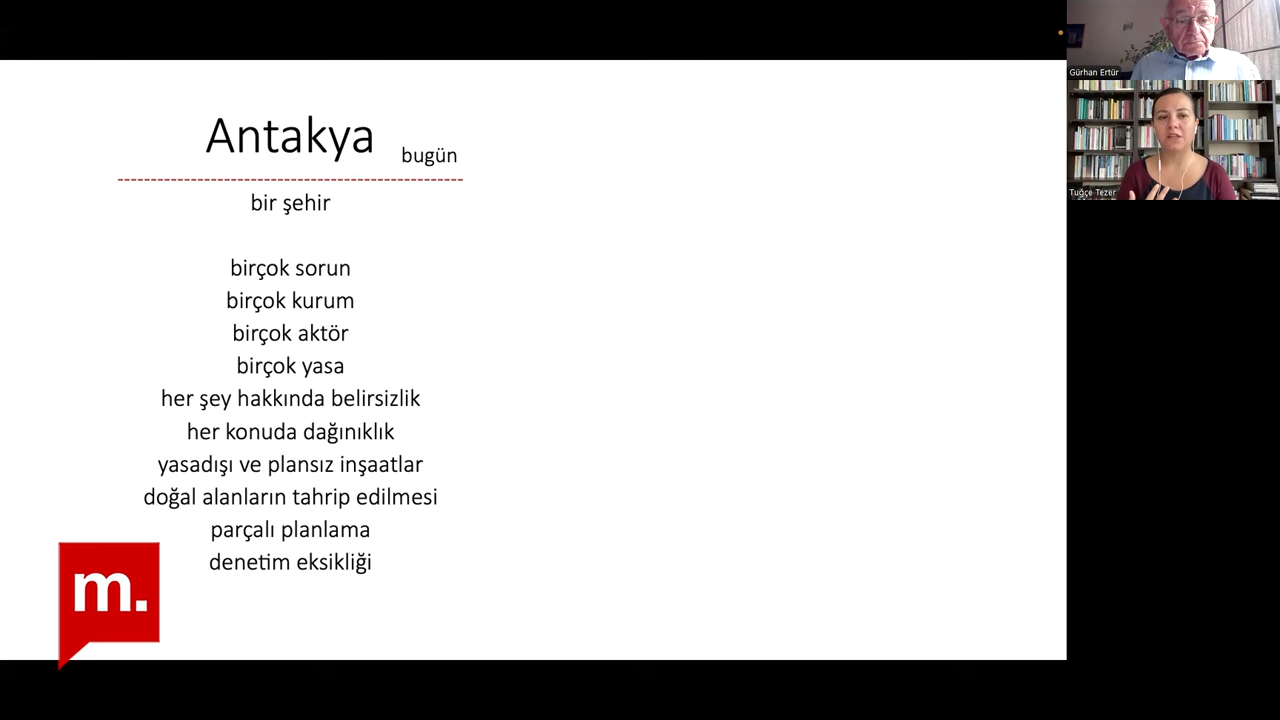 Antakya bugün
bir şehir
birçok sorun
birçok kurum
birçok aktör
birçok yasa
her şey hakkında belirsizlik
her konuda dağınıklık
yasadışı ve plansız inşaatlar
doğal alanların tahrip edilmesi
parçalı planlama
denetim eksikliği
m.
Gürhan Ertür
Tuğçe Tezer